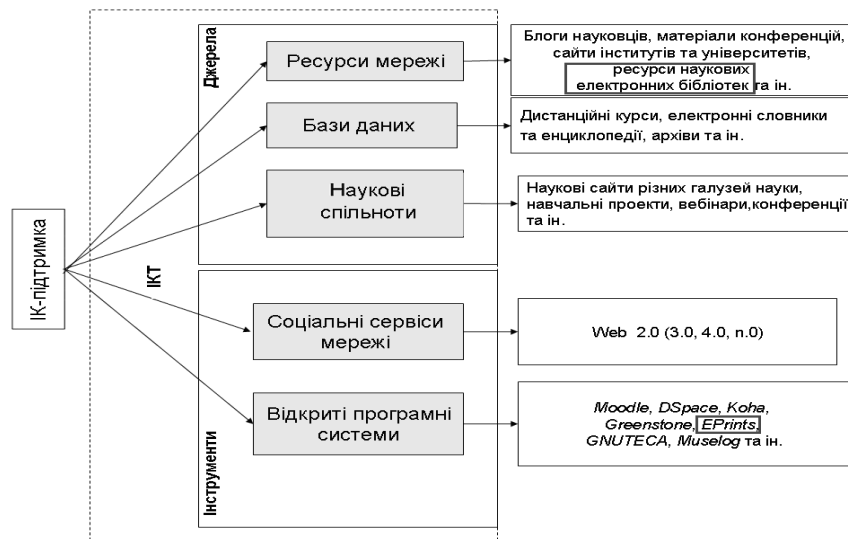 ІК-підтримка
ІКТ
Джерела
Ресурси мережі
Блоги науковців, матеріали конференцій,
сайти інститутів та університетів,
ресурси наукових
електронних бібліотек та ін.
Бази даних
Дистанційні курси, електронні словники
та енциклопедії, архіви та ін.
Наукові
спільноти
Наукові сайти різних галузей науки,
навчальні проекти, вебінари,конференції
та ін.
Інструменти
Соціальні сервіси
мережі
Web 2.0 (3.0, 4.0, n.0)
Відкриті програмні
системи
Moodle, DSpace, Koha,
Greenstone, EPrints,
GNUTECA, Muselog та ін.